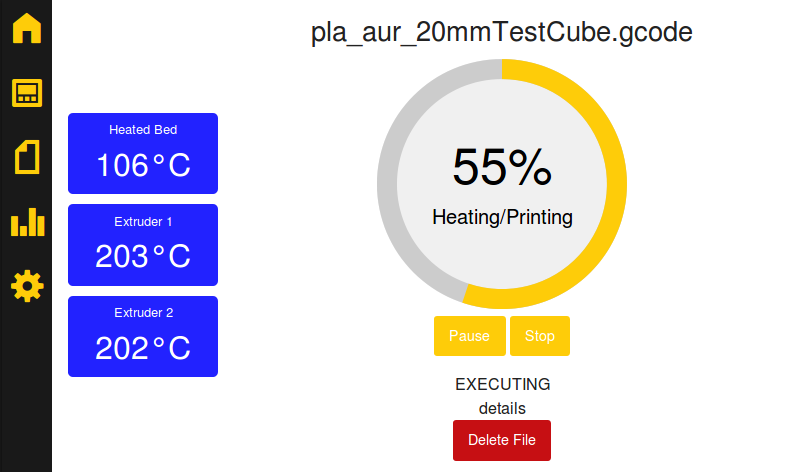 pla_aur_20mmTestCube.gcode
Heated Bed
106°C
Extruder 1
203°C
Extruder 2
202°C
55%
Heating/Printing
Pause
Stop
EXECUTING
details
Delete File